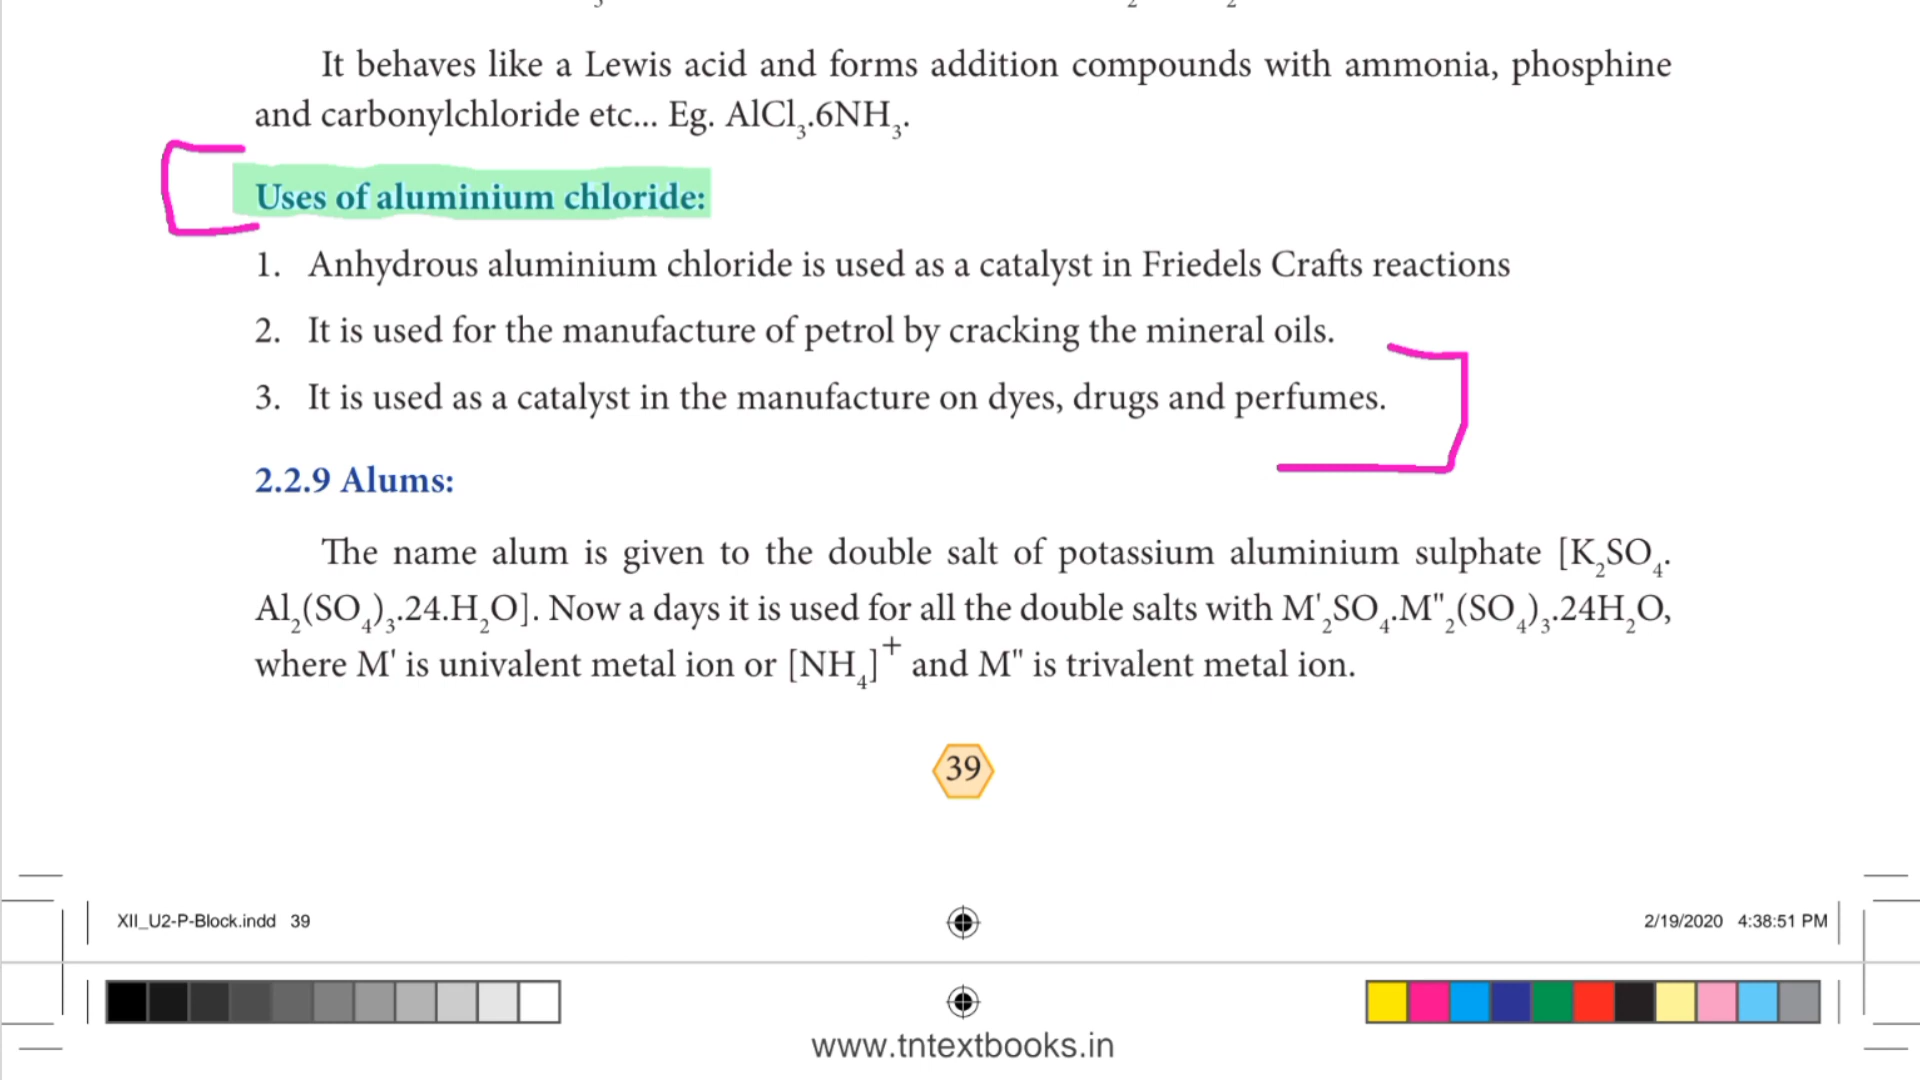 It behaves like a Lewis acid and forms addition compounds with ammonia, phosphine
and carbonylchloride etc... Eg. AlCl₃.6NH₃.
Uses of aluminium chloride:
1. Anhydrous aluminium chloride is used as a catalyst in Friedels Crafts reactions
2. It is used for the manufacture of petrol by cracking the mineral oils.
3. It is used as a catalyst in the manufacture on dyes, drugs and perfumes.
2.2.9 Alums:
The name alum is given to the double salt of potassium aluminium sulphate [K₂SO₄.
Al₂(SO₄)₃.24.H₂O]. Now a days it is used for all the double salts with M'₂SO₄.M"₂(SO₄)₃.24H₂O,
where M' is univalent metal ion or [NH₄]⁺ and M" is trivalent metal ion.
39
XII_U2-P-Block.indd 39
2/19/2020 4:38:51 PM
www.tntextbooks.in